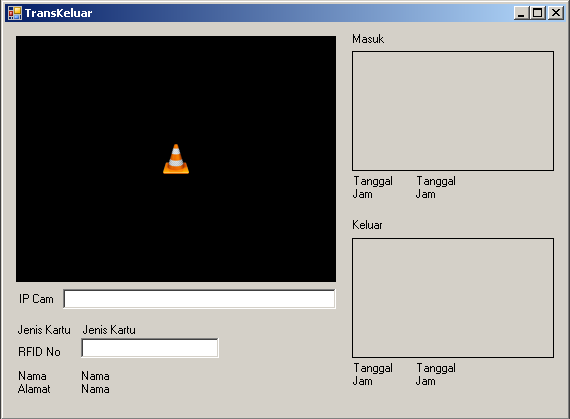 TransKeluar
Masuk
Tanggal Tanggal
Jam Jam
Keluar
Tanggal Tanggal
Jam Jam
IP Cam
Jenis Kartu Jenis Kartu
RFID No
Nama Nama
Alamat Nama